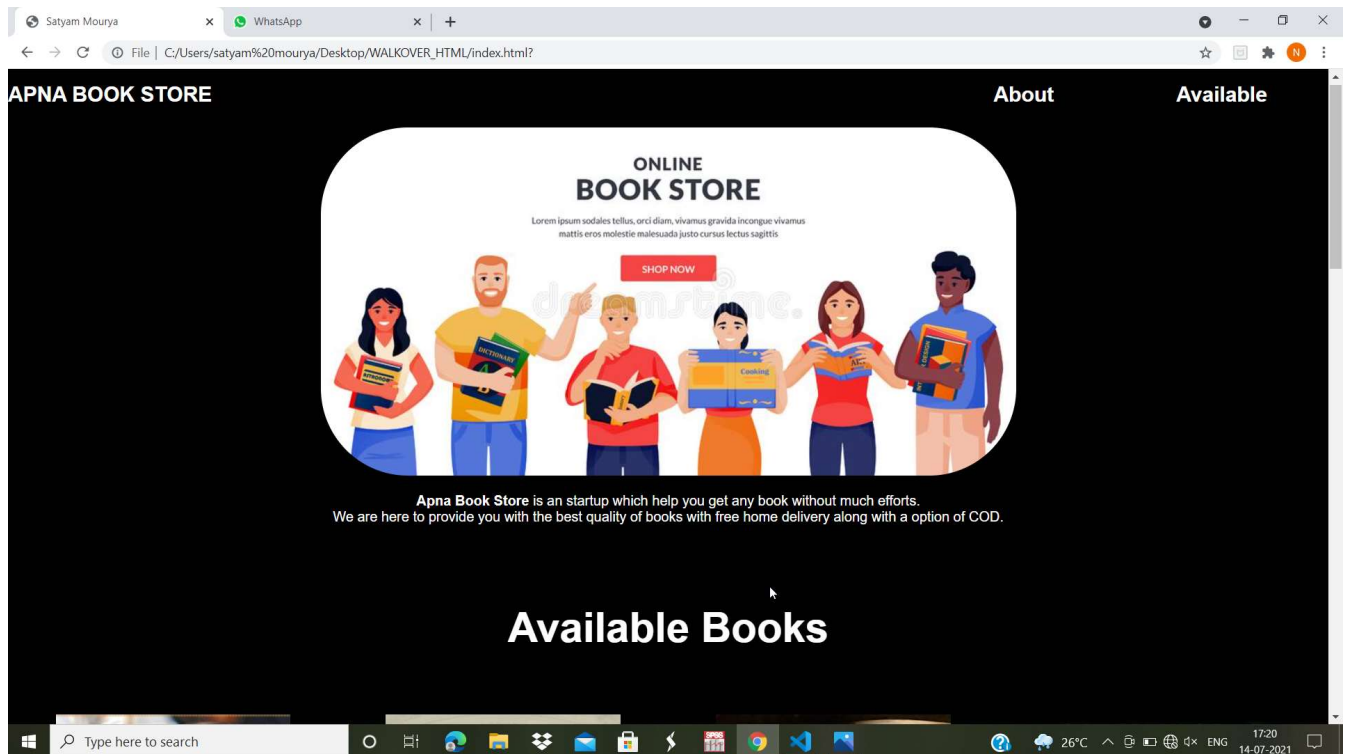 Satyam Mourya
WhatsApp
File | C:/Users/satyam%20mourya/Desktop/WALKOVER_HTML/index.html?
N
APNA BOOK STORE
About
Available
ONLINE
BOOK STORE
Lorem ipsum sodales tellus, orci diam, vivamus gravida incongue vivamus
mattis eros molestie malesuada justo cursus lectus sagittis
SHOP NOW
dreamstime.
DICTIONARY
A
Cooking
DESIGN
Apna Book Store is an startup which help you get any book without much efforts.
We are here to provide you with the best quality of books with free home delivery along with a option of COD.
Available Books
Type here to search
SPSS
26°C
ENG
17:20
14-07-2021